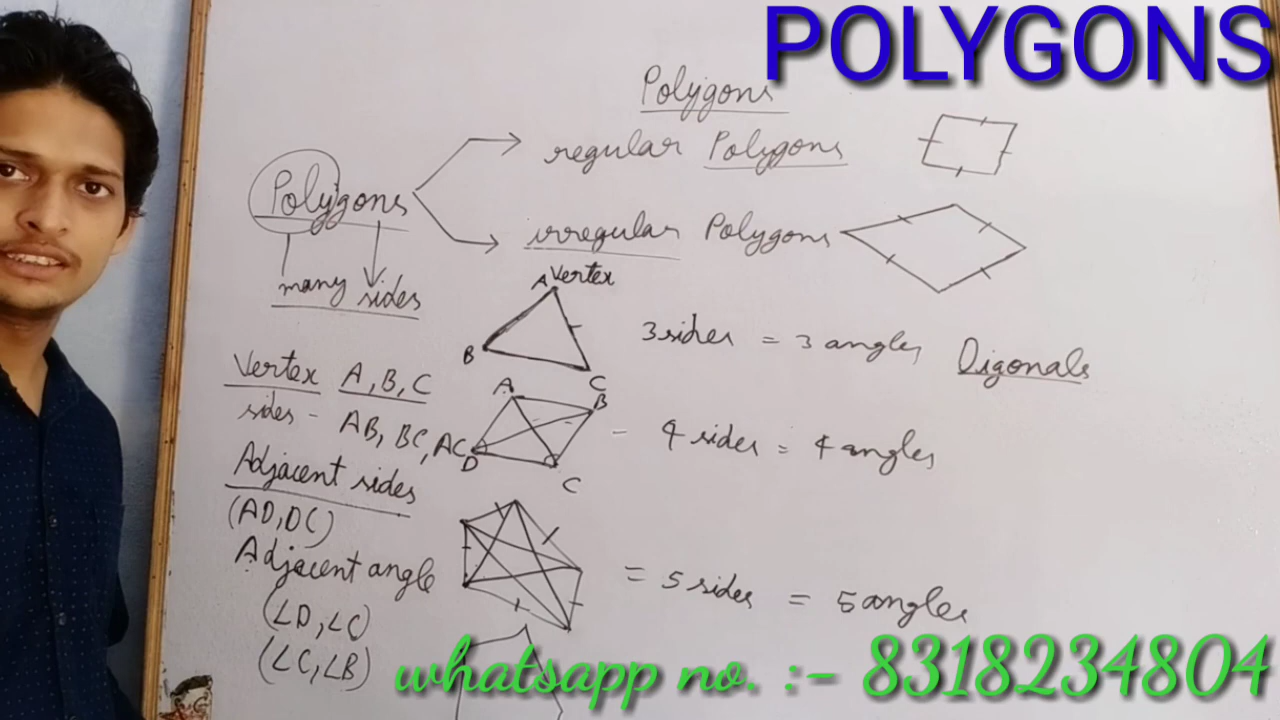 POLYGONS
Polygons
regular Polygons
Polygons
irregular Polygons
many sides
A Vertex
B
C
3 sides = 3 angles
Digonals
Vertex A, B, C
sides - AB, BC, AC
A
B
D
C
- 4 sides = 4 angles
Adjacent sides
(AD, DC)
Adjacent angle
= 5 sides = 5 angles
(∠D, ∠C)
(∠C, ∠B)
whatsapp no. :- 8318234804